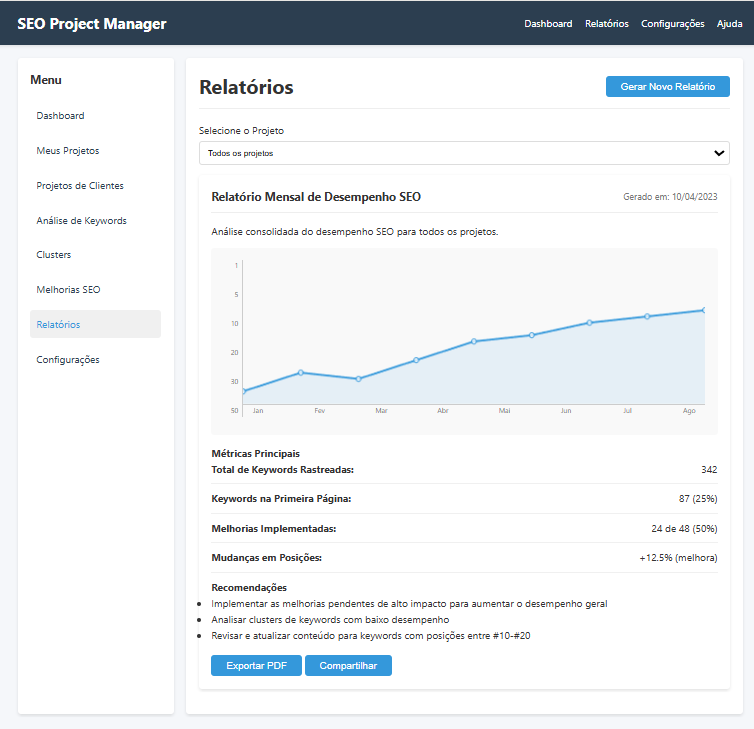 SEO Project Manager
Dashboard Relatórios Configurações Ajuda
Menu
Dashboard
Meus Projetos
Projetos de Clientes
Análise de Keywords
Clusters
Melhorias SEO
Relatórios
Configurações
Relatórios
Gerar Novo Relatório
Selecione o Projeto
Todos os projetos
Relatório Mensal de Desempenho SEO
Gerado em: 10/04/2023
Análise consolidada do desempenho SEO para todos os projetos.
1
5
10
20
30
50
Jan Fev Mar Abr Mai Jun Jul Ago
Métricas Principais
Total de Keywords Rastreadas: 342
Keywords na Primeira Página: 87 (25%)
Melhorias Implementadas: 24 de 48 (50%)
Mudanças em Posições: +12.5% (melhora)
Recomendações
Implementar as melhorias pendentes de alto impacto para aumentar o desempenho geral
Analisar clusters de keywords com baixo desempenho
Revisar e atualizar conteúdo para keywords com posições entre #10-#20
Exportar PDF Compartilhar